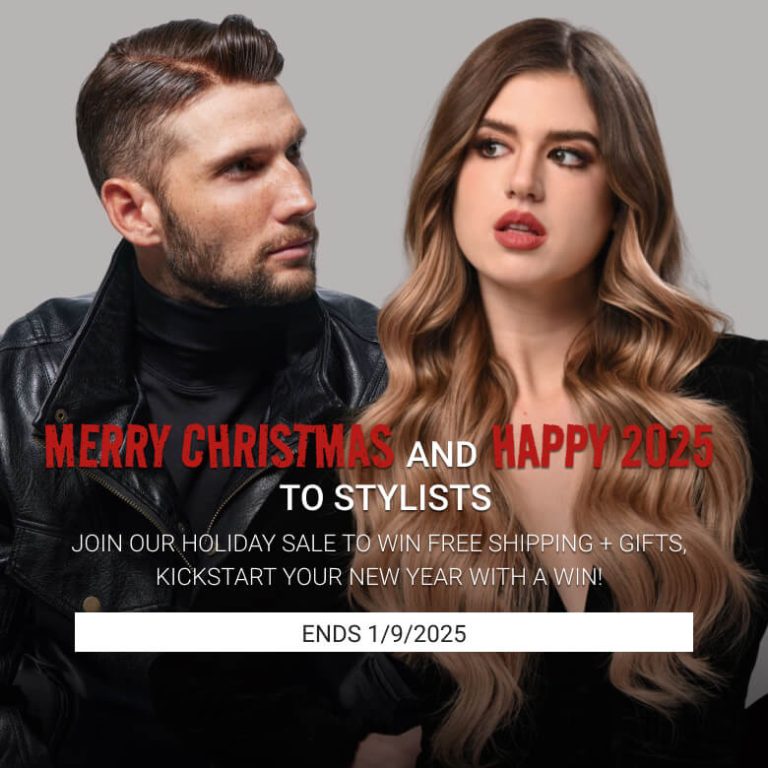 MERRY CHRISTMAS AND HAPPY 2025
TO STYLISTS
JOIN OUR HOLIDAY SALE TO WIN FREE SHIPPING + GIFTS,
KICKSTART YOUR NEW YEAR WITH A WIN!
ENDS 1/9/2025